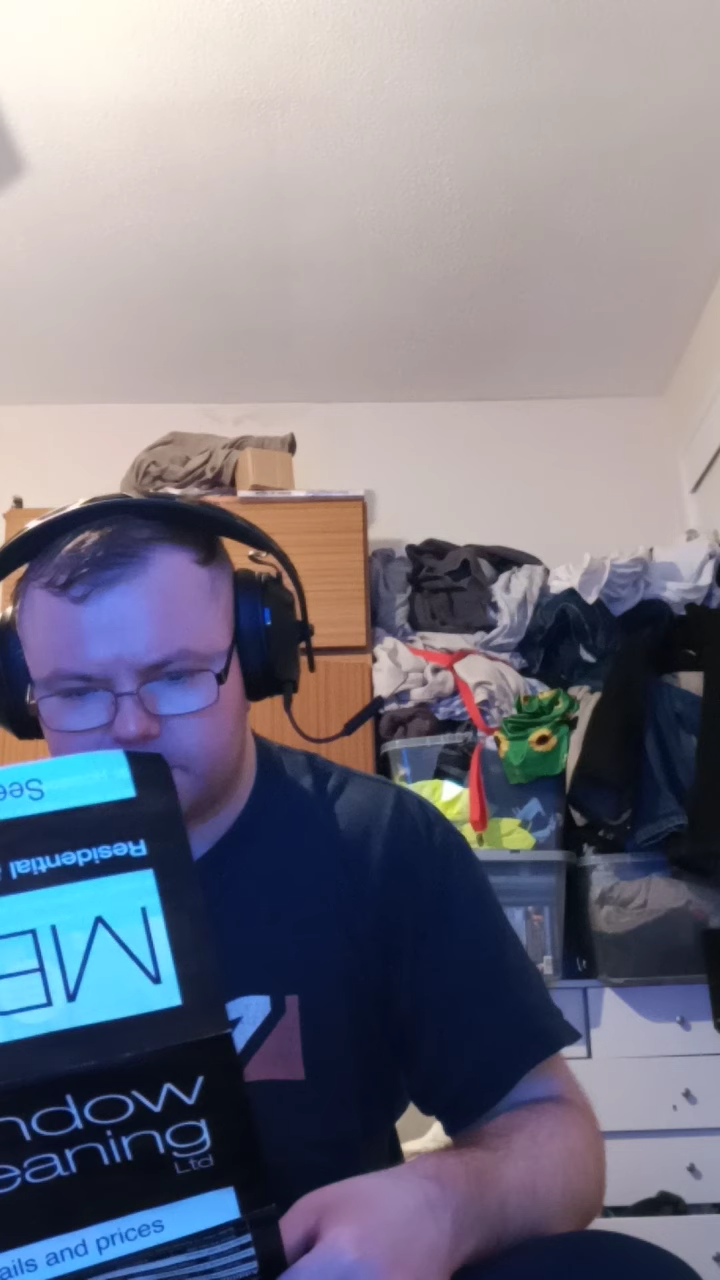 See
Residential
ME
ndow
eaning
Ltd
ails and prices